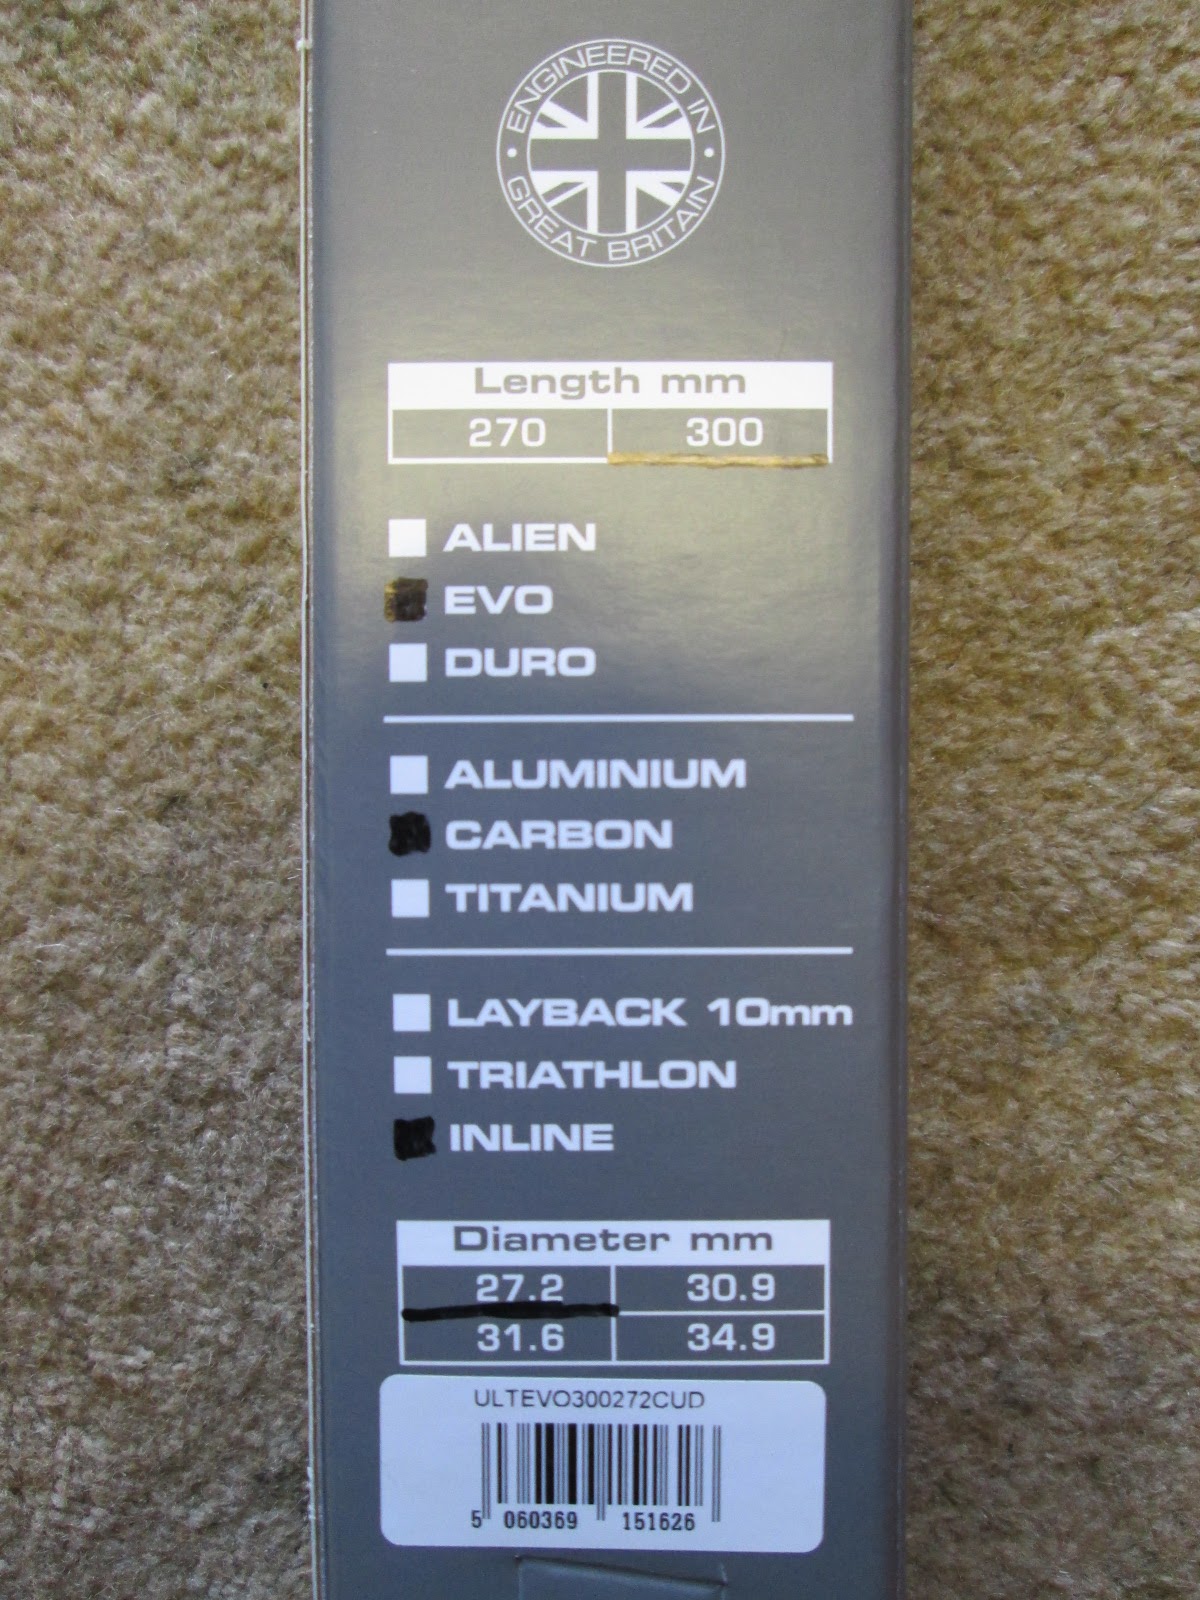 ENGINEERED IN
GREAT BRITAIN
Length mm
270 300
ALIEN
EVO
DURO
ALUMINIUM
CARBON
TITANIUM
LAYBACK 10mm
TRIATHLON
INLINE
Diameter mm
27.2 30.9
31.6 34.9
ULTEVO300272CUD
5 060369 151626